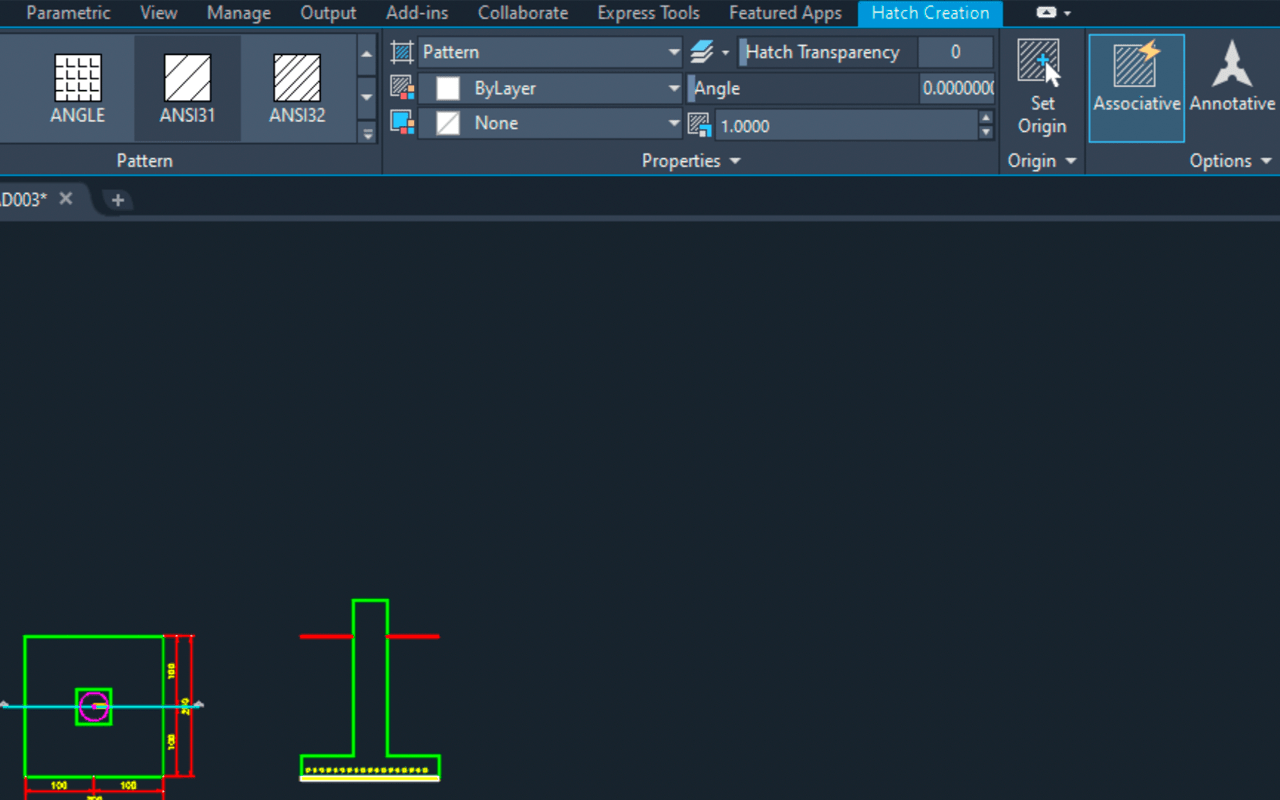 Parametric View Manage Output Add-ins Collaborate Express Tools Featured Apps Hatch Creation
Pattern Hatch Transparency 0
ByLayer Angle 0.0000000
None 1.0000
ANGLE ANSI31 ANSI32
Set Origin
Associative Annotative
Pattern Properties Origin Options
AD003*
100
200
100
100 100